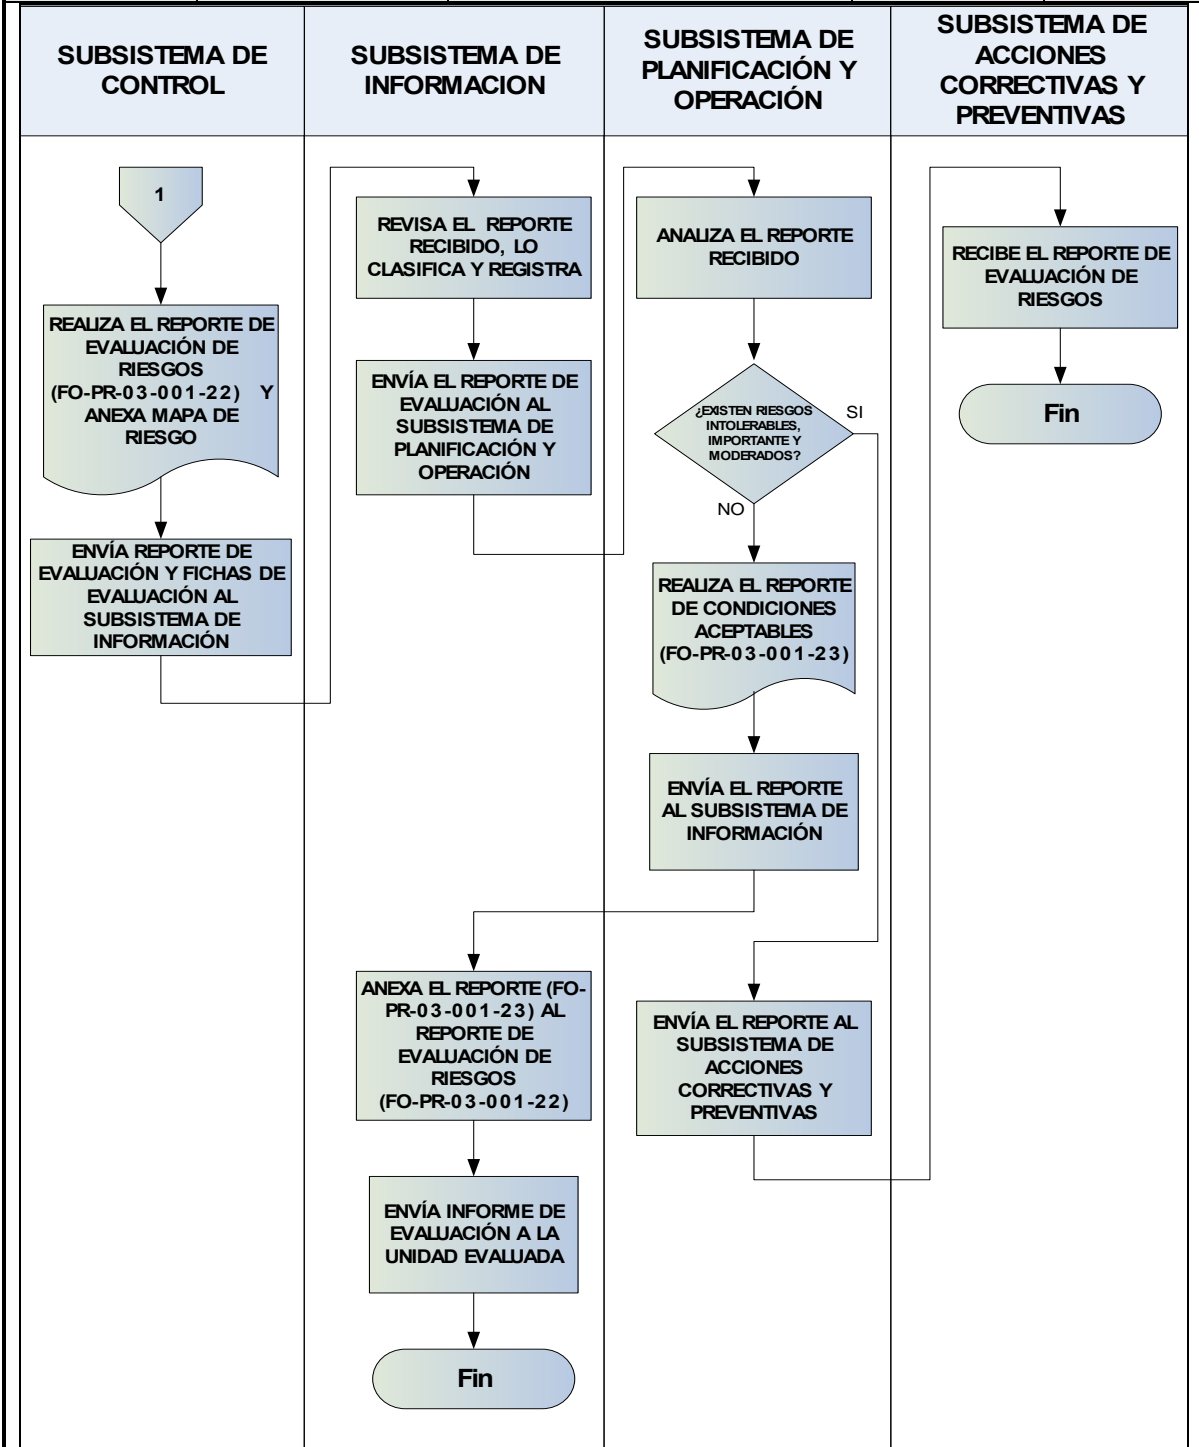 SUBSISTEMA DE
CONTROL
SUBSISTEMA DE
INFORMACION
SUBSISTEMA DE
PLANIFICACIÓN Y
OPERACIÓN
SUBSISTEMA DE
ACCIONES
CORRECTIVAS Y
PREVENTIVAS
1
REALIZA EL REPORTE DE
EVALUACIÓN DE
RIESGOS
(FO-PR-03-001-22) Y
ANEXA MAPA DE
RIESGO
ENVÍA REPORTE DE
EVALUACIÓN Y FICHAS DE
EVALUACIÓN AL
SUBSISTEMA DE
INFORMACIÓN
REVISA EL REPORTE
RECIBIDO, LO
CLASIFICA Y REGISTRA
ENVÍA EL REPORTE DE
EVALUACIÓN AL
SUBSISTEMA DE
PLANIFICACIÓN Y
OPERACIÓN
ANALIZA EL REPORTE
RECIBIDO
¿EXISTEN RIESGOS
INTOLERABLES,
IMPORTANTE Y
MODERADOS?
SI
NO
REALIZA EL REPORTE
DE CONDICIONES
ACEPTABLES
(FO-PR-03-001-23)
ENVÍA EL REPORTE
AL SUBSISTEMA DE
INFORMACIÓN
ANEXA EL REPORTE (FO-
PR-03-001-23) AL
REPORTE DE
EVALUACIÓN DE
RIESGOS
(FO-PR-03-001-22)
ENVÍA INFORME DE
EVALUACIÓN A LA
UNIDAD EVALUADA
Fin
ENVÍA EL REPORTE AL
SUBSISTEMA DE
ACCIONES
CORRECTIVAS Y
PREVENTIVAS
RECIBE EL REPORTE DE
EVALUACIÓN DE
RIESGOS
Fin